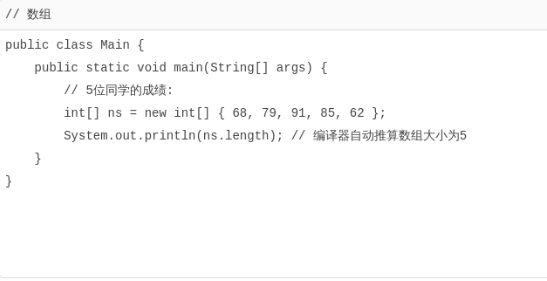 // 数组
public class Main {
    public static void main(String[] args) {
        // 5位同学的成绩:
        int[] ns = new int[] { 68, 79, 91, 85, 62 };
        System.out.println(ns.length); // 编译器自动推算数组大小为5
    }
}